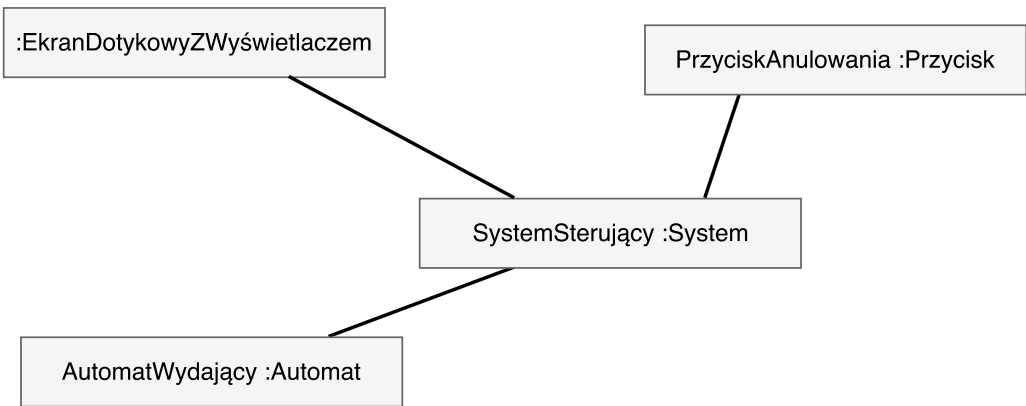 :EkranDotykowyZWyświetlaczem
PrzyciskAnulowania :Przycisk
SystemSterujący :System
AutomatWydający :Automat